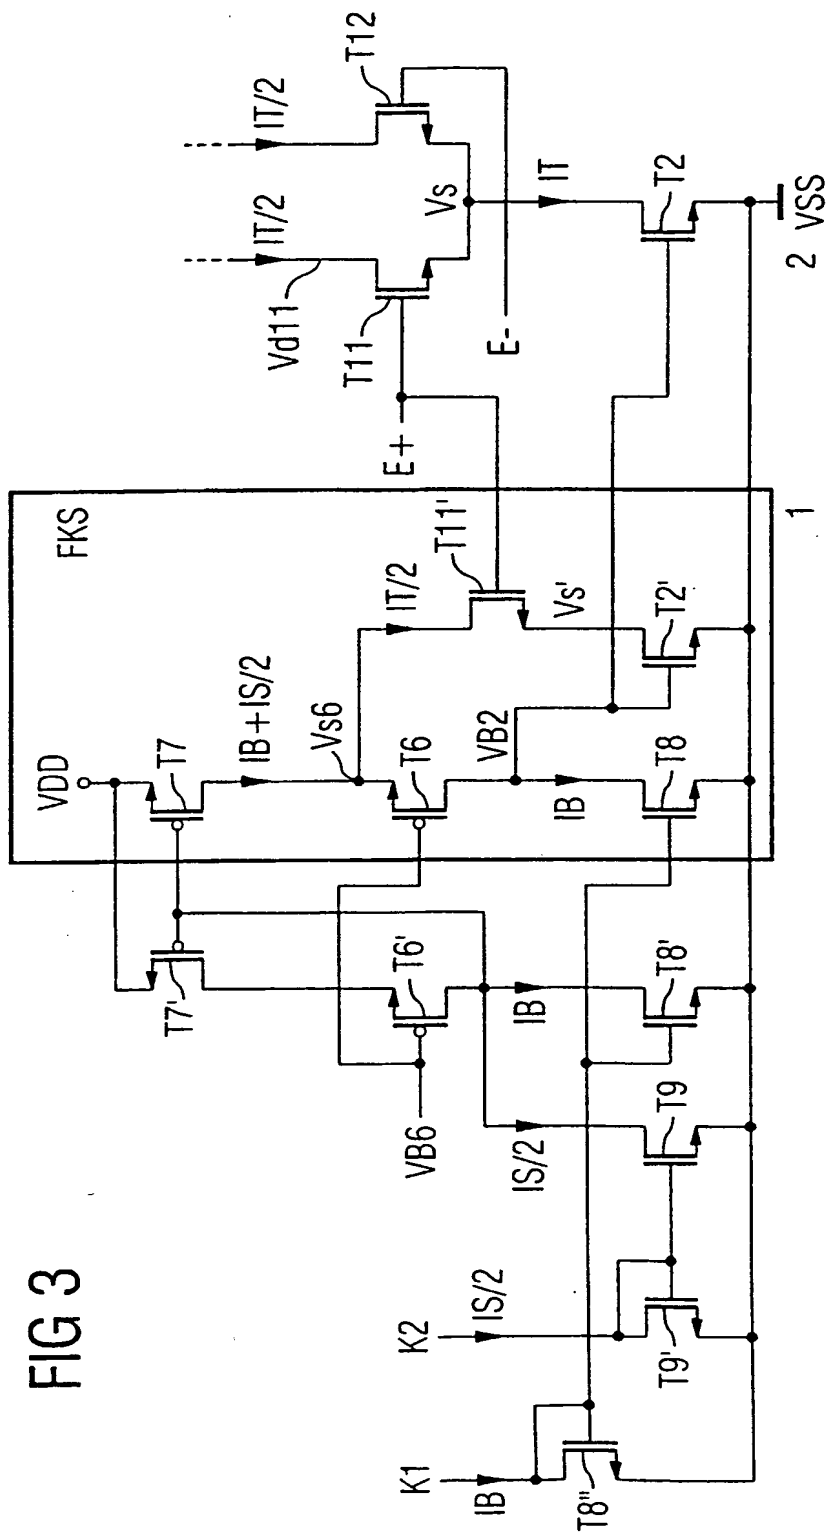 FIG 3
K1
IB
T8''
K2
IS/2
T9'
VB6
IS/2
T9
T7'
T6'
IB
T8'
VDD
T7
IB+IS/2
Vs6
T6
VB2
IB
T8
FKS
IT/2
T11'
Vs'
T2'
1
E+
E-
Vd11
T11
IT/2
IT/2
T12
Vs
IT
T2
2
VSS